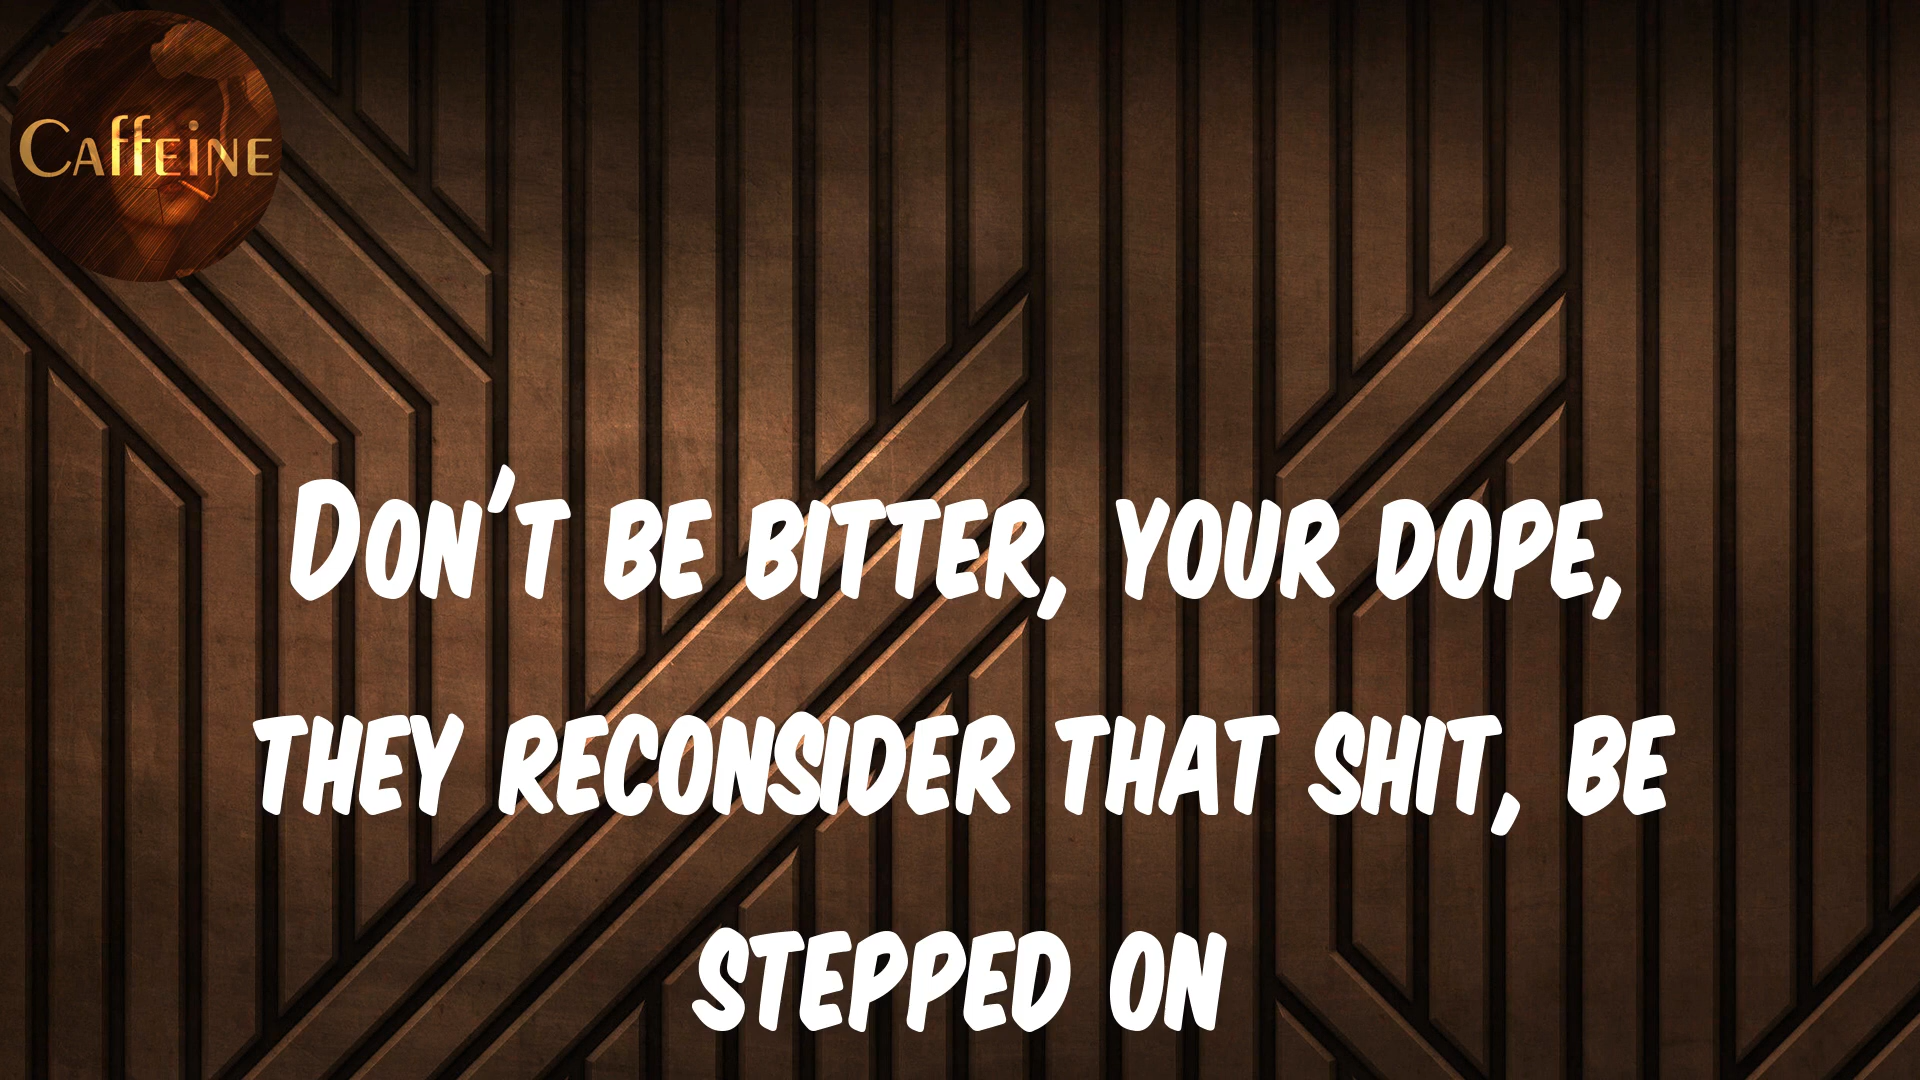 Caffeine
Don't be bitter, your dope,
they reconsider that shit, be
stepped on